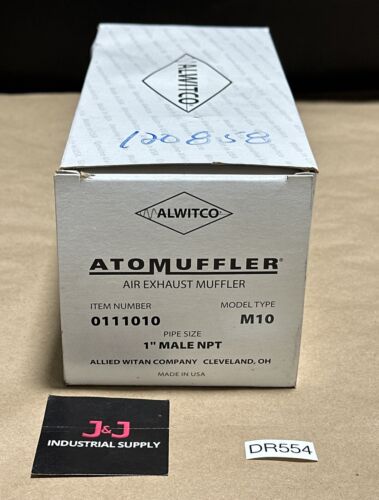 ALWITCO
120858
ALWITCO
ATOMUFFLER®
AIR EXHAUST MUFFLER
ITEM NUMBER MODEL TYPE
0111010 M10
PIPE SIZE
1" MALE NPT
ALLIED WITAN COMPANY CLEVELAND, OH
MADE IN USA
J&J
INDUSTRIAL SUPPLY
DR554